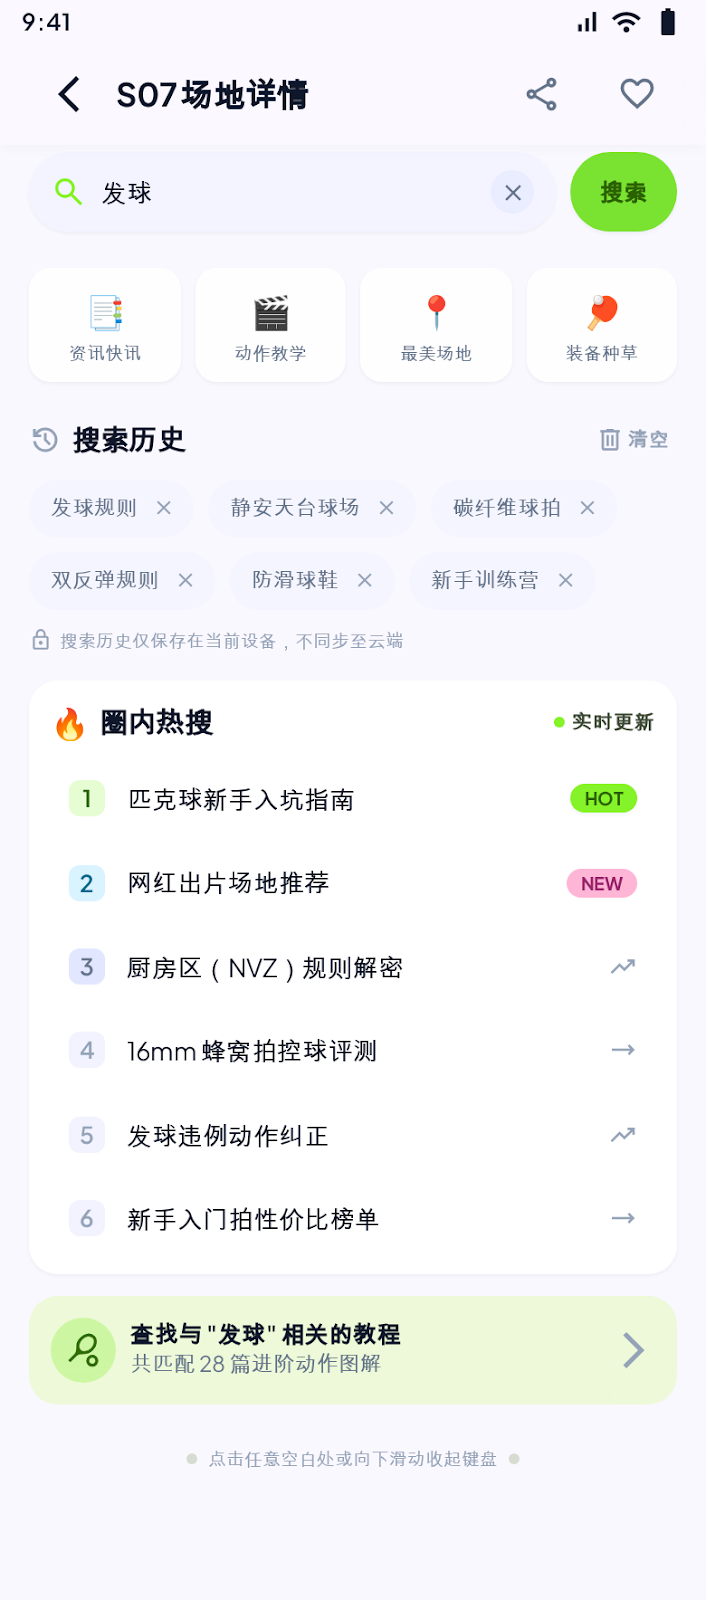 9:41
S07场地详情
发球
搜索
资讯快讯
动作教学
最美场地
装备种草
搜索历史
清空
发球规则
静安天台球场
碳纤维球拍
双反弹规则
防滑球鞋
新手训练营
搜索历史仅保存在当前设备，不同步至云端
圈内热搜
实时更新
1 匹克球新手入坑指南 HOT
2 网红出片场地推荐 NEW
3 厨房区（NVZ）规则解密
4 16mm 蜂窝拍控球评测
5 发球违例动作纠正
6 新手入门拍性价比榜单
查找与 "发球" 相关的教程
共匹配 28 篇进阶动作图解
点击任意空白处或向下滑动收起键盘